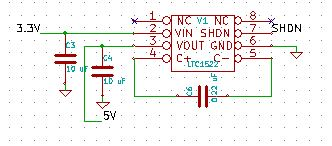 1 NC V1 NC 8
3.3V 2 VIN SHDN 7 SHDN
3 VOUT GND 6
4 C+ C- 5
LTC1522
C3
10 uF
C4
10 uF
5V
C6
0.22 uF